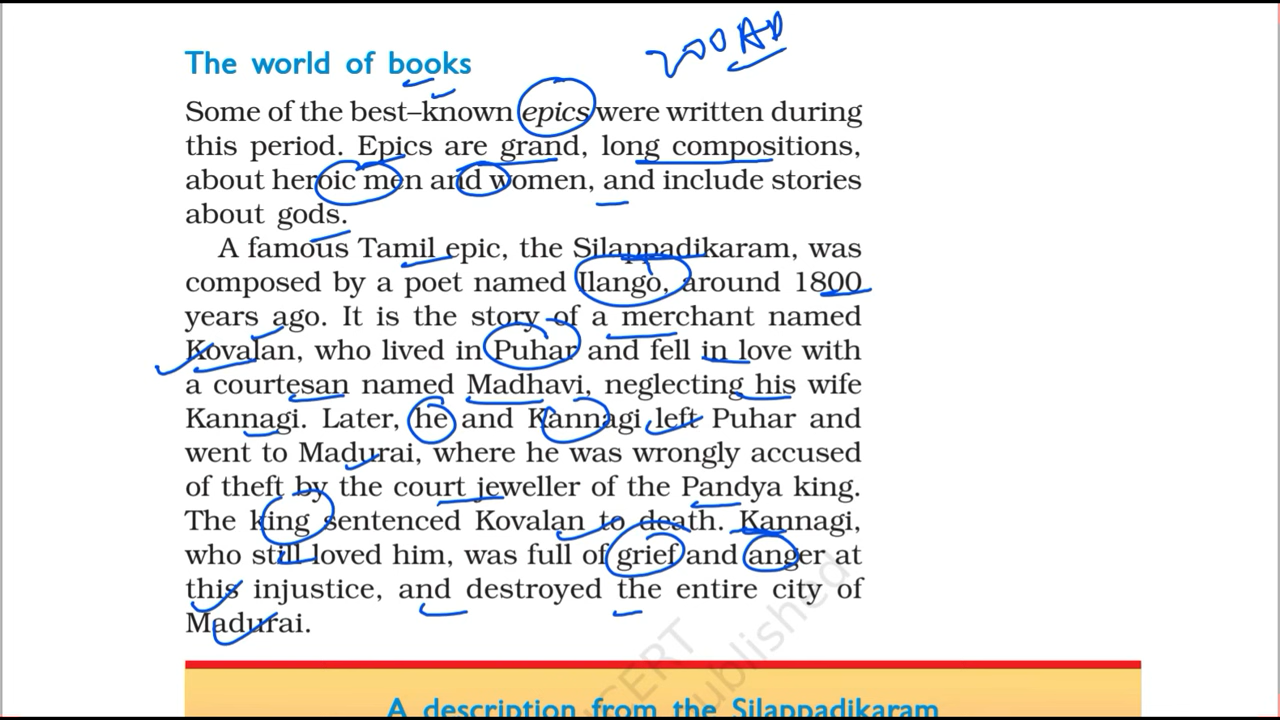 200 AD
The world of books
Some of the best–known epics were written during
this period. Epics are grand, long compositions,
about heroic men and women, and include stories
about gods.
A famous Tamil epic, the Silappadikaram, was
composed by a poet named Ilango, around 1800
years ago. It is the story of a merchant named
Kovalan, who lived in Puhar and fell in love with
a courtesan named Madhavi, neglecting his wife
Kannagi. Later, he and Kannagi left Puhar and
went to Madurai, where he was wrongly accused
of theft by the court jeweller of the Pandya king.
The king sentenced Kovalan to death. Kannagi,
who still loved him, was full of grief and anger at
this injustice, and destroyed the entire city of
Madurai.
A description from the Silappadikaram